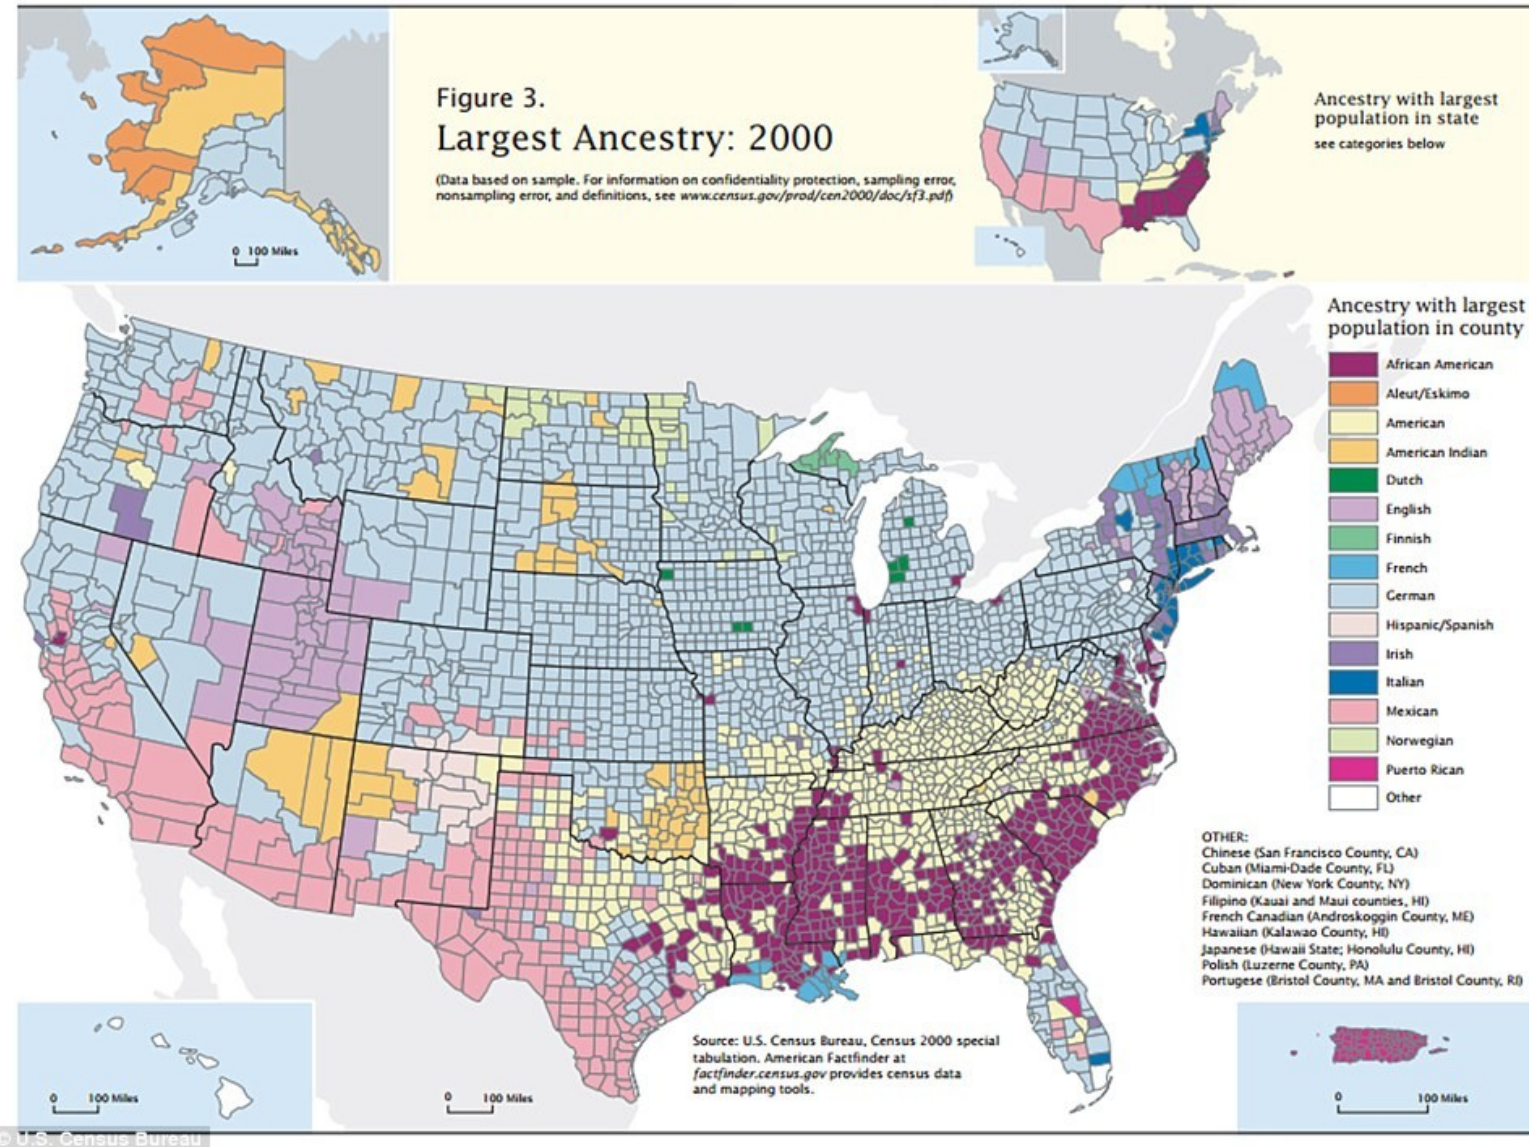 Figure 3.
Largest Ancestry: 2000
(Data based on sample. For information on confidentiality protection, sampling error,
nonsampling error, and definitions, see www.census.gov/prod/cen2000/doc/sf3.pdf)
0 100 Miles
Ancestry with largest
population in state
see categories below
Ancestry with largest
population in county
African American
Aleut/Eskimo
American
American Indian
Dutch
English
Finnish
French
German
Hispanic/Spanish
Irish
Italian
Mexican
Norwegian
Puerto Rican
Other
OTHER:
Chinese (San Francisco County, CA)
Cuban (Miami-Dade County, FL)
Dominican (New York County, NY)
Filipino (Kauai and Maui counties, HI)
French Canadian (Androskoggin County, ME)
Hawaiian (Kalawao County, HI)
Japanese (Hawaii State; Honolulu County, HI)
Polish (Luzerne County, PA)
Portugese (Bristol County, MA and Bristol County, RI)
Source: U.S. Census Bureau, Census 2000 special
tabulation. American Factfinder at
factfinder.census.gov provides census data
and mapping tools.
0 100 Miles
0 100 Miles
0 100 Miles
© U.S. Census Bureau